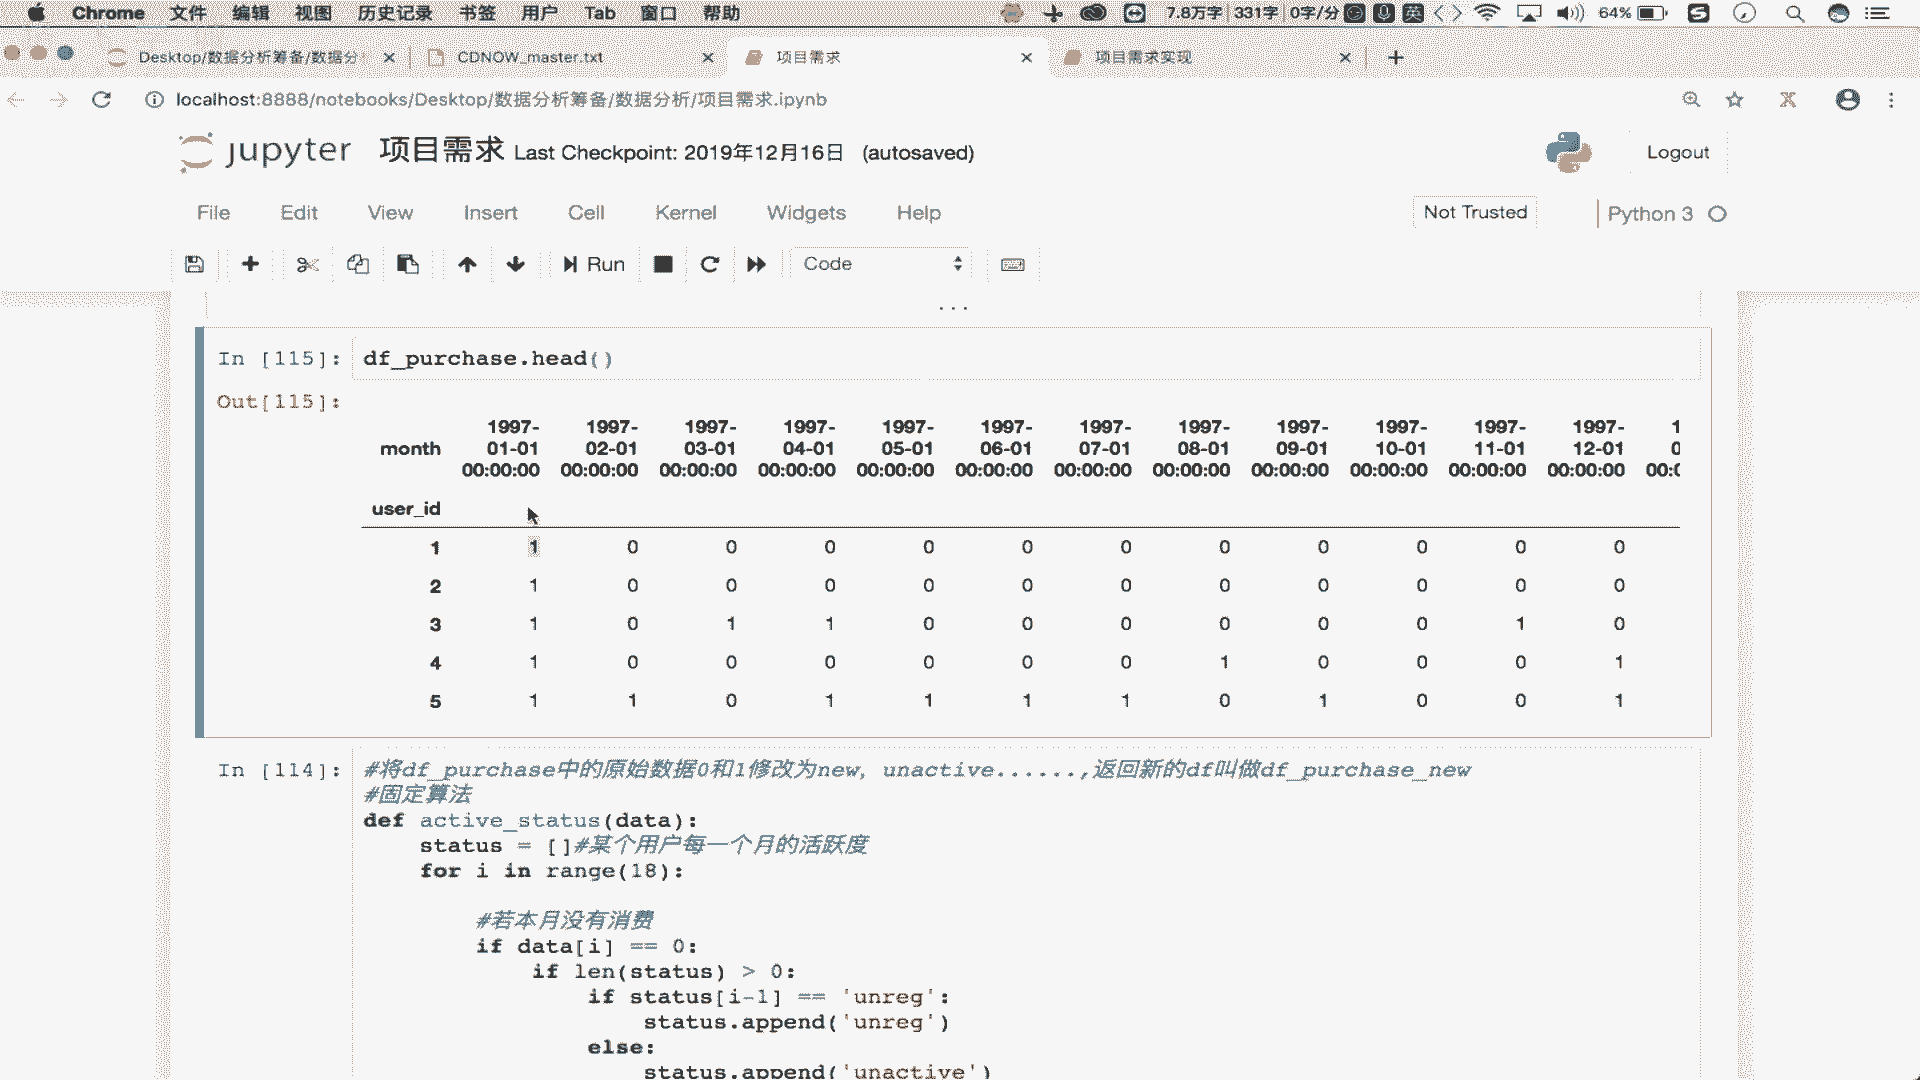 Chrome 文件 编辑 视图 历史记录 书签 用户 Tab 窗口 帮助 7.8万字 331字 0字/分 英 64%
Desktop/数据分析筹备/数据分 CDNOW_master.txt 项目需求 项目需求实现
localhost:8888/notebooks/Desktop/数据分析筹备/数据分析/项目需求.ipynb
jupyter 项目需求 Last Checkpoint: 2019年12月16日 (autosaved) Logout
File Edit View Insert Cell Kernel Widgets Help Not Trusted Python 3
Run Code
...
In [115]: df_purchase.head()
Out[115]:
1997- 1997- 1997- 1997- 1997- 1997- 1997- 1997- 1997- 1997- 1997- 1997- 1
month 01-01 02-01 03-01 04-01 05-01 06-01 07-01 08-01 09-01 10-01 11-01 12-01 0
00:00:00 00:00:00 00:00:00 00:00:00 00:00:00 00:00:00 00:00:00 00:00:00 00:00:00 00:00:00 00:00:00 00:00:00 00:0
user_id
1 1 0 0 0 0 0 0 0 0 0 0 0
2 1 0 0 0 0 0 0 0 0 0 0 0
3 1 0 1 1 0 0 0 0 0 0 1 0
4 1 0 0 0 0 0 0 1 0 0 0 1
5 1 1 0 1 1 1 1 0 1 0 0 1
In [114]: #将df_purchase中的原始数据0和1修改为new, unactive......,返回新的df叫做df_purchase_new
#固定算法
def active_status(data):
status = []#某个用户每一个月的活跃度
for i in range(18):
#若本月没有消费
if data[i] == 0:
if len(status) > 0:
if status[i-1] == 'unreg':
status.append('unreg')
else:
status.append('unactive')